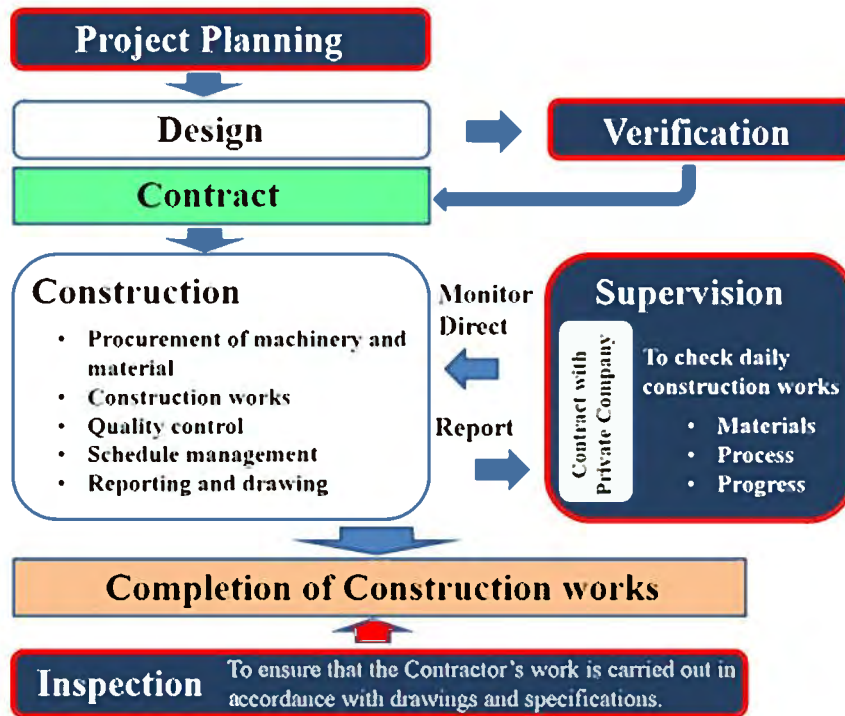 Project Planning
Design
Verification
Contract
Construction
• Procurement of machinery and
material
• Construction works
• Quality control
• Schedule management
• Reporting and drawing
Monitor
Direct
Report
Supervision
Contract with
Private Company
To check daily
construction works
• Materials
• Process
• Progress
Completion of Construction works
Inspection
To ensure that the Contractor's work is carried out in
accordance with drawings and specifications.